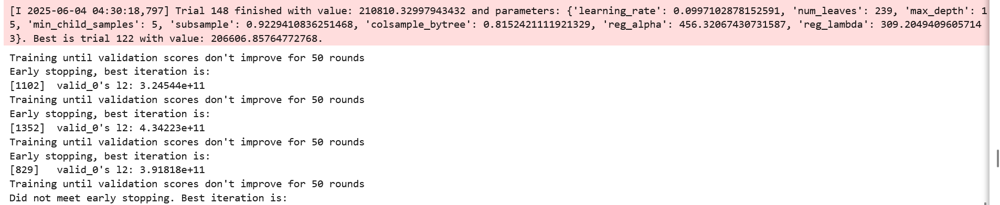 [I 2025-06-04 04:30:18,797] Trial 148 finished with value: 210810.32997943432 and parameters: {'learning_rate': 0.0997102878152591, 'num_leaves': 239, 'max_depth': 1
5, 'min_child_samples': 5, 'subsample': 0.9229410836251468, 'colsample_bytree': 0.8152421111921329, 'reg_alpha': 456.32067430731587, 'reg_lambda': 309.2049409605714
3}. Best is trial 122 with value: 206606.85764772768.
Training until validation scores don't improve for 50 rounds
Early stopping, best iteration is:
[1102]  valid_0's l2: 3.24544e+11
Training until validation scores don't improve for 50 rounds
Early stopping, best iteration is:
[1352]  valid_0's l2: 4.34223e+11
Training until validation scores don't improve for 50 rounds
Early stopping, best iteration is:
[829]   valid_0's l2: 3.91818e+11
Training until validation scores don't improve for 50 rounds
Did not meet early stopping. Best iteration is: